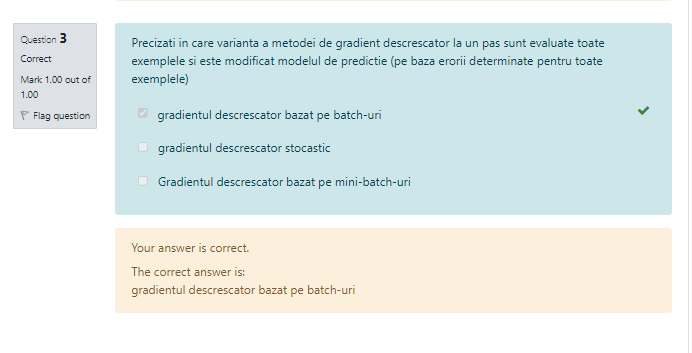 Question 3
Correct
Mark 1.00 out of
1.00
Flag question
Precizati in care varianta a metodei de gradient descrescator la un pas sunt evaluate toate
exemplele si este modificat modelul de predictie (pe baza erorii determinate pentru toate
exemplele)
gradientul descrescator bazat pe batch-uri
gradientul descrescator stocastic
Gradientul descrescator bazat pe mini-batch-uri
Your answer is correct.
The correct answer is:
gradientul descrescator bazat pe batch-uri